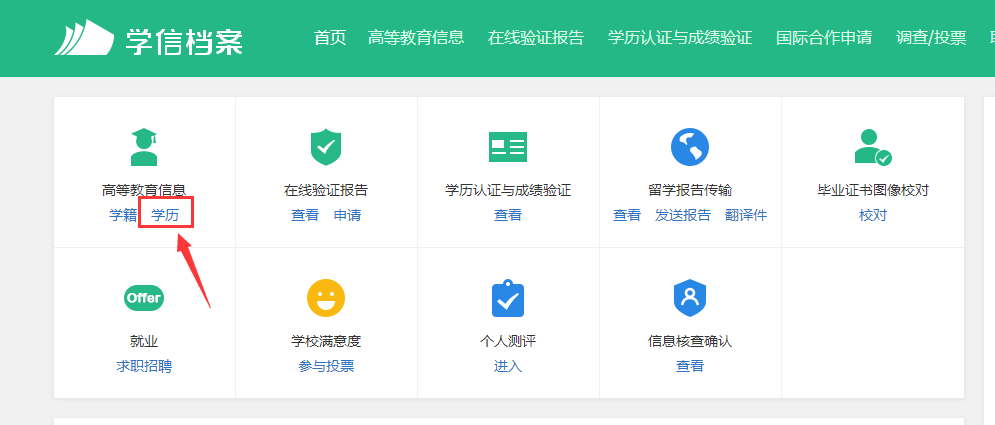 学信档案 首页 高等教育信息 在线验证报告 学历认证与成绩验证 国际合作申请 调查/投票
高等教育信息 在线验证报告 学历认证与成绩验证 留学报告传输 毕业证书图像校对
学籍 学历 查看 申请 查看 查看 发送报告 翻译件 校对
Offer
就业 学校满意度 个人测评 信息核查确认
求职招聘 参与投票 进入 查看